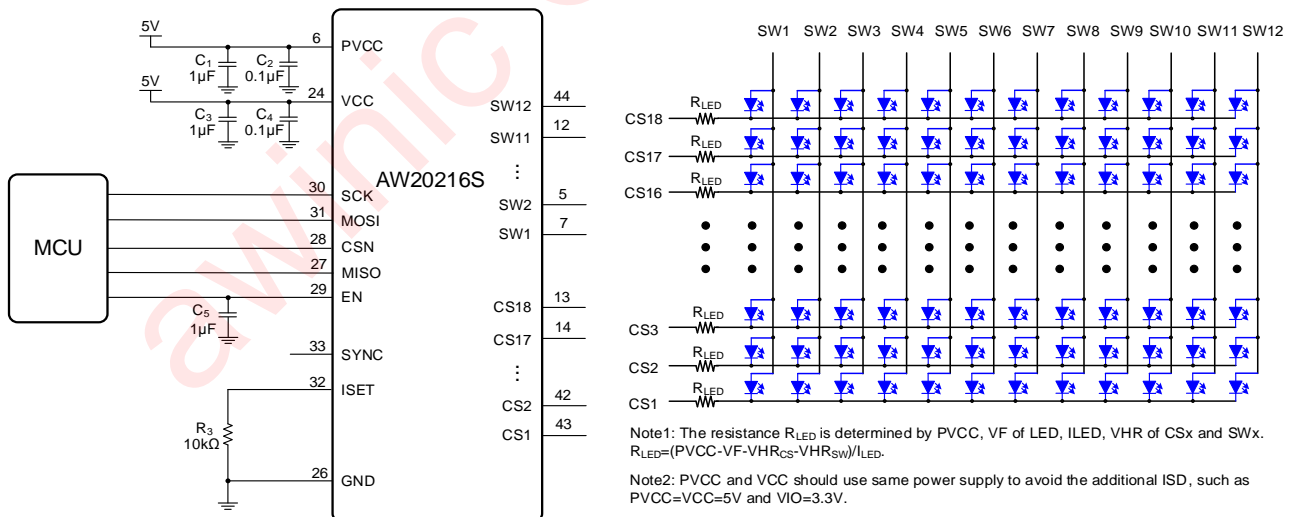 5V
6 PVCC
C1
1µF
C2
0.1µF
5V
24 VCC
C3
1µF
C4
0.1µF
AW20216S
MCU
30 SCK
31 MOSI
28 CSN
27 MISO
29 EN
C5
1µF
33 SYNC
32 ISET
R3
10kΩ
26 GND
SW12 44
SW11 12
⋮
SW2 5
SW1 7
CS18 13
CS17 14
⋮
CS2 42
CS1 43
awinic
SW1 SW2 SW3 SW4 SW5 SW6 SW7 SW8 SW9 SW10 SW11 SW12
CS18 RLED
CS17 RLED
CS16 RLED
CS3 RLED
CS2 RLED
CS1 RLED
Note1: The resistance RLED is determined by PVCC, VF of LED, ILED, VHR of CSx and SWx.
RLED=(PVCC-VF-VHRCS-VHRSW)/ILED.
Note2: PVCC and VCC should use same power supply to avoid the additional ISD, such as
PVCC=VCC=5V and VIO=3.3V.